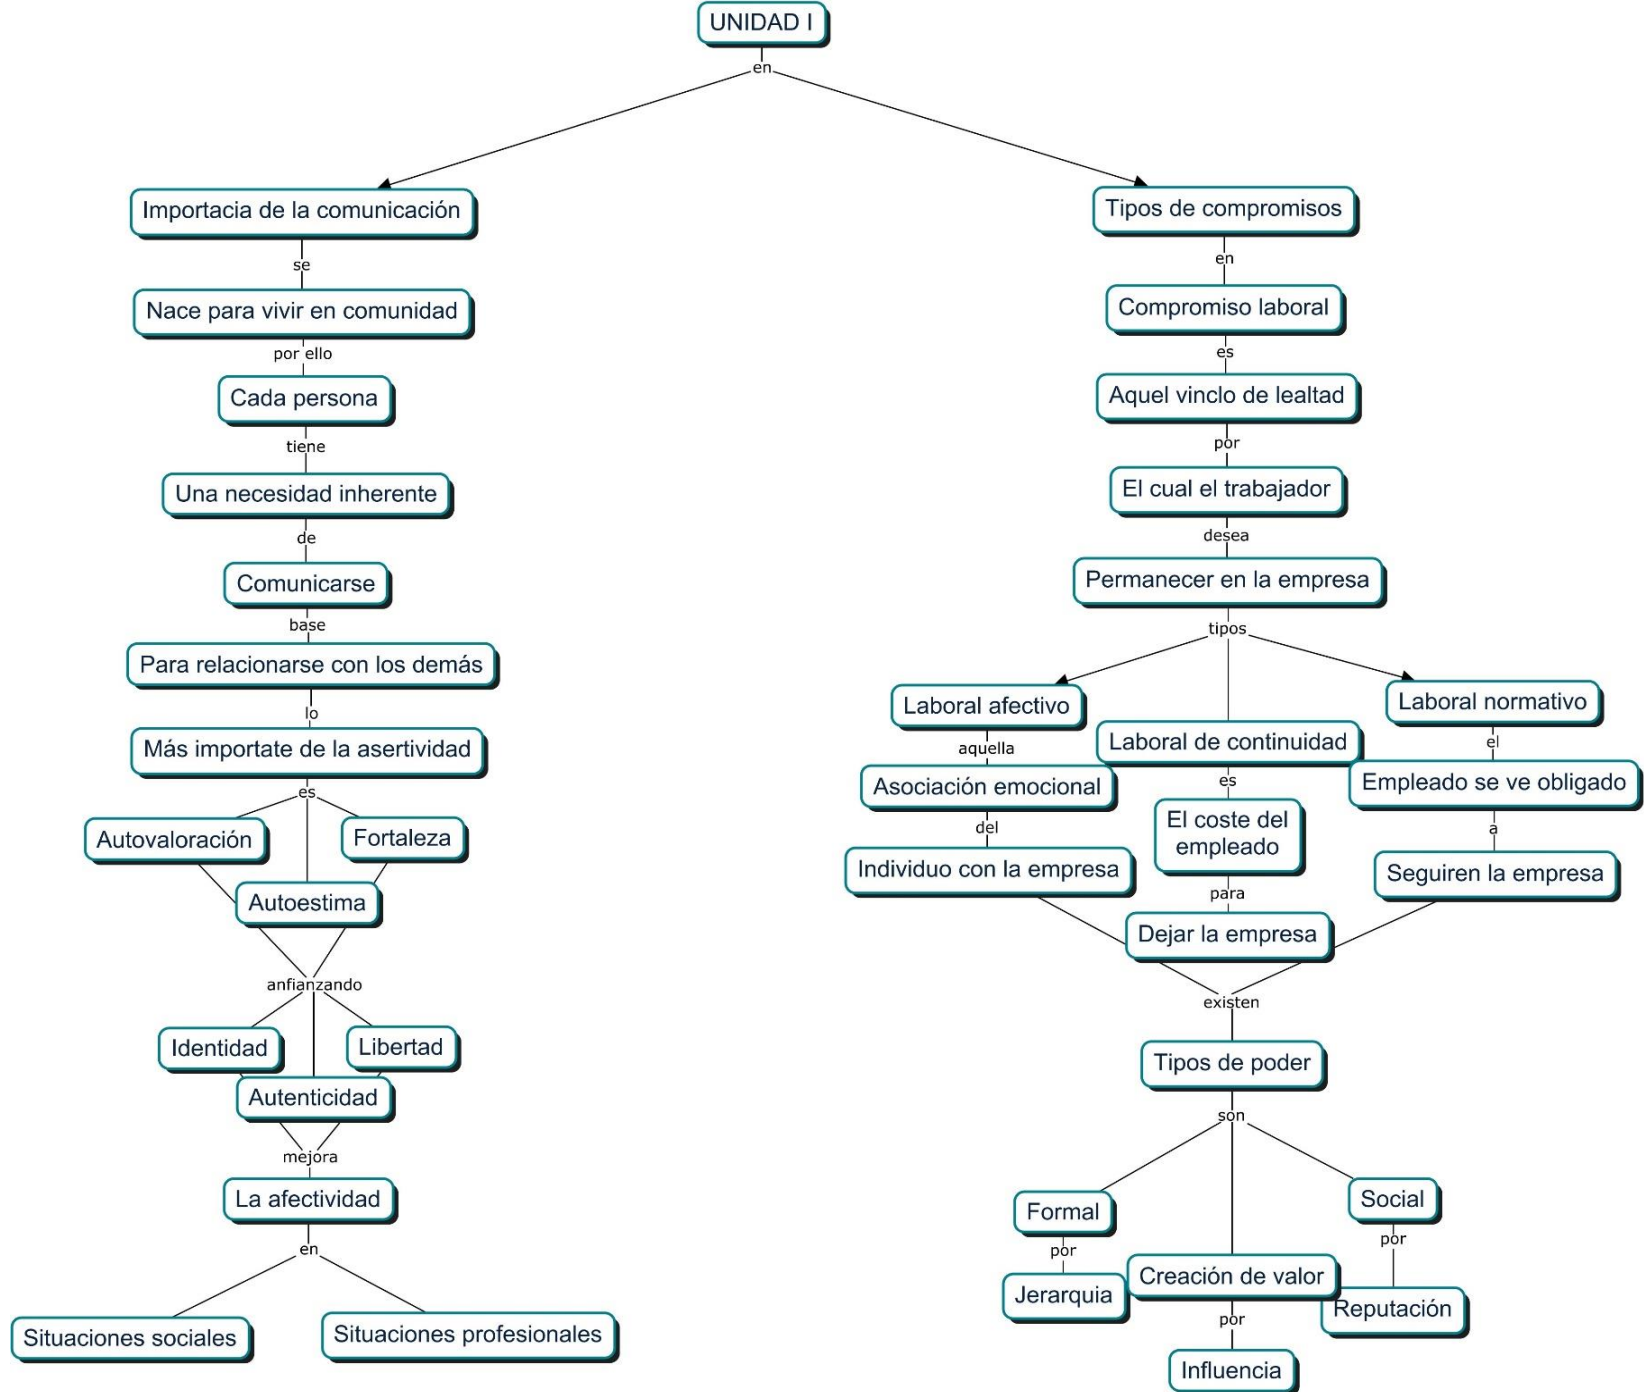 UNIDAD I
en
Importacia de la comunicación
se
Nace para vivir en comunidad
por ello
Cada persona
tiene
Una necesidad inherente
de
Comunicarse
base
Para relacionarse con los demás
lo
Más importate de la asertividad
es
Autovaloración
Fortaleza
Autoestima
anfianzando
Identidad
Libertad
Autenticidad
mejora
La afectividad
en
Situaciones sociales
Situaciones profesionales
Tipos de compromisos
en
Compromiso laboral
es
Aquel vinclo de lealtad
por
El cual el trabajador
desea
Permanecer en la empresa
tipos
Laboral afectivo
aquella
Asociación emocional
del
Individuo con la empresa
Laboral de continuidad
es
El coste del
empleado
para
Dejar la empresa
Laboral normativo
el
Empleado se ve obligado
a
Seguiren la empresa
existen
Tipos de poder
son
Formal
por
Jerarquia
Creación de valor
por
Influencia
Social
por
Reputación